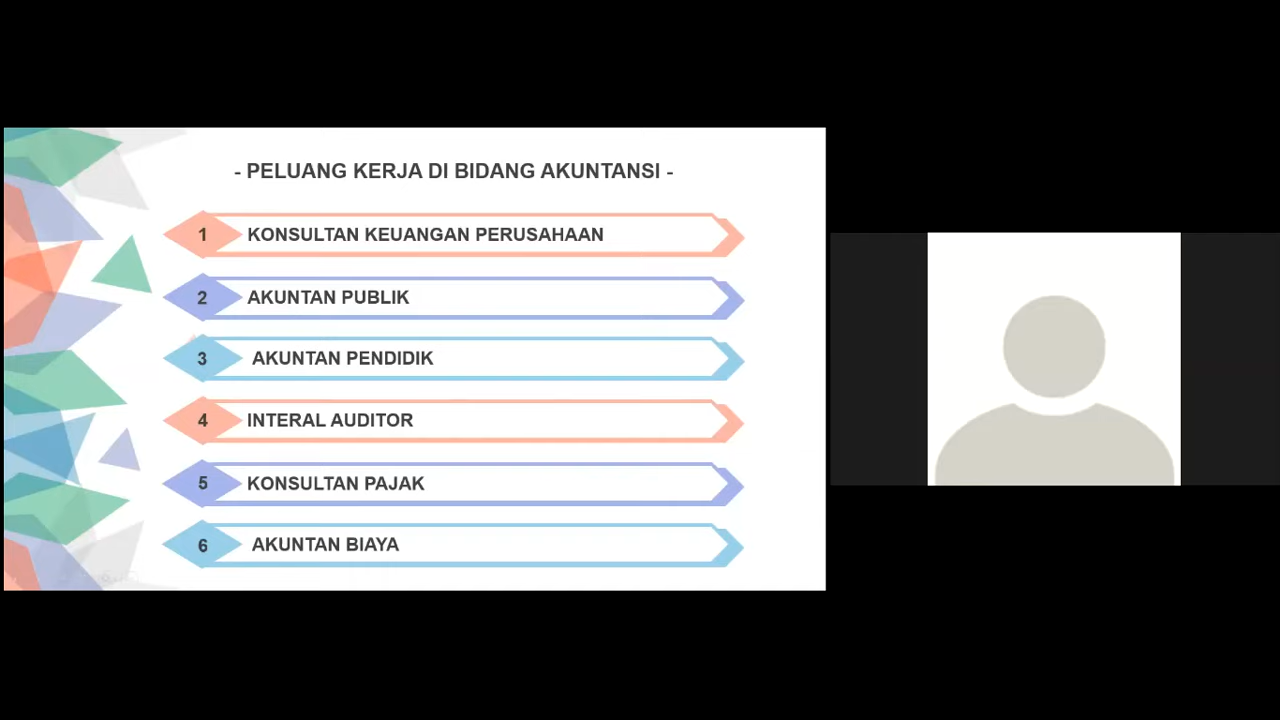 - PELUANG KERJA DI BIDANG AKUNTANSI -
1 KONSULTAN KEUANGAN PERUSAHAAN
2 AKUNTAN PUBLIK
3 AKUNTAN PENDIDIK
4 INTERAL AUDITOR
5 KONSULTAN PAJAK
6 AKUNTAN BIAYA